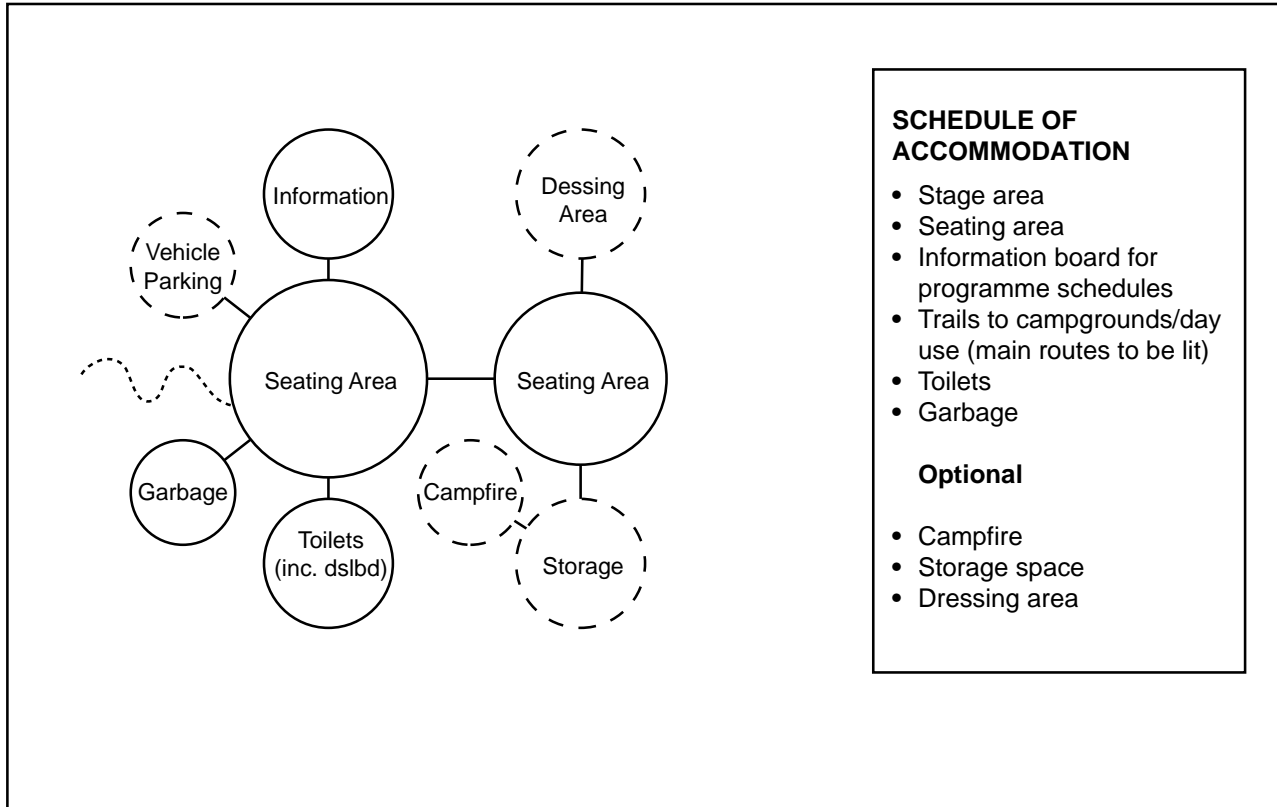 Information
Vehicle
Parking
Seating Area
Garbage
Toilets
(inc. dslbd)
Dessing
Area
Seating Area
Campfire
Storage
SCHEDULE OF
ACCOMMODATION
• Stage area
• Seating area
• Information board for
programme schedules
• Trails to campgrounds/day
use (main routes to be lit)
• Toilets
• Garbage
Optional
• Campfire
• Storage space
• Dressing area